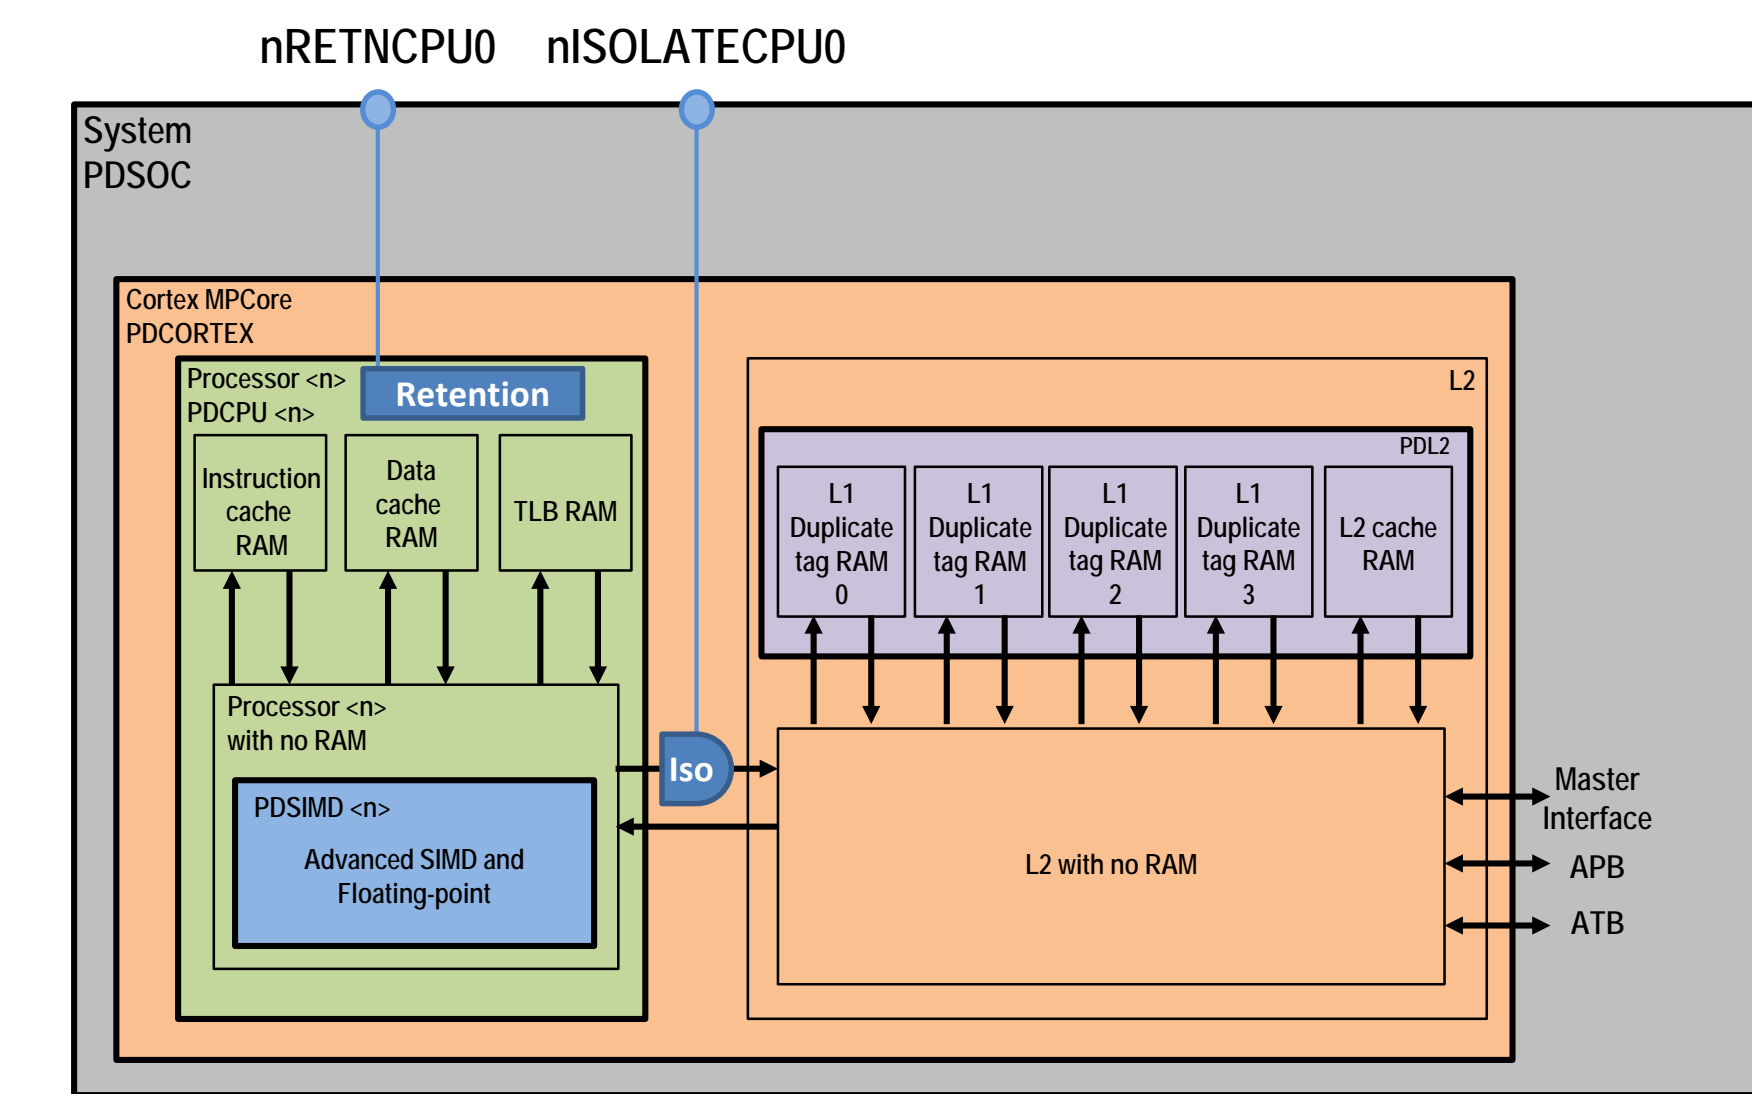 nRETNCPU0 nISOLATECPU0
System
PDSOC
Cortex MPCore
PDCORTEX
Processor <n>
PDCPU <n>
Retention
Instruction
cache
RAM
Data
cache
RAM
TLB RAM
Processor <n>
with no RAM
PDSIMD <n>
Advanced SIMD and
Floating-point
Iso
L2
PDL2
L1
Duplicate
tag RAM
0
L1
Duplicate
tag RAM
1
L1
Duplicate
tag RAM
2
L1
Duplicate
tag RAM
3
L2 cache
RAM
L2 with no RAM
Master
Interface
APB
ATB